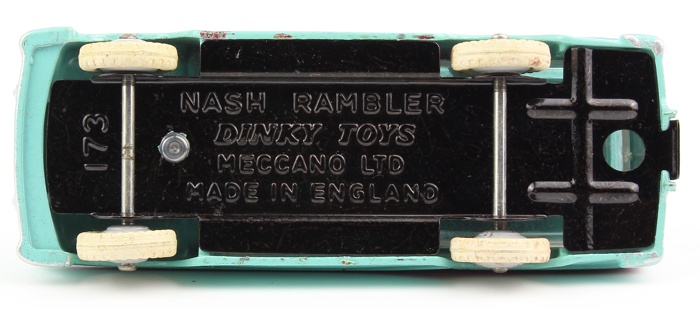 173
NASH RAMBLER
DINKY TOYS
MECCANO LTD
MADE IN ENGLAND